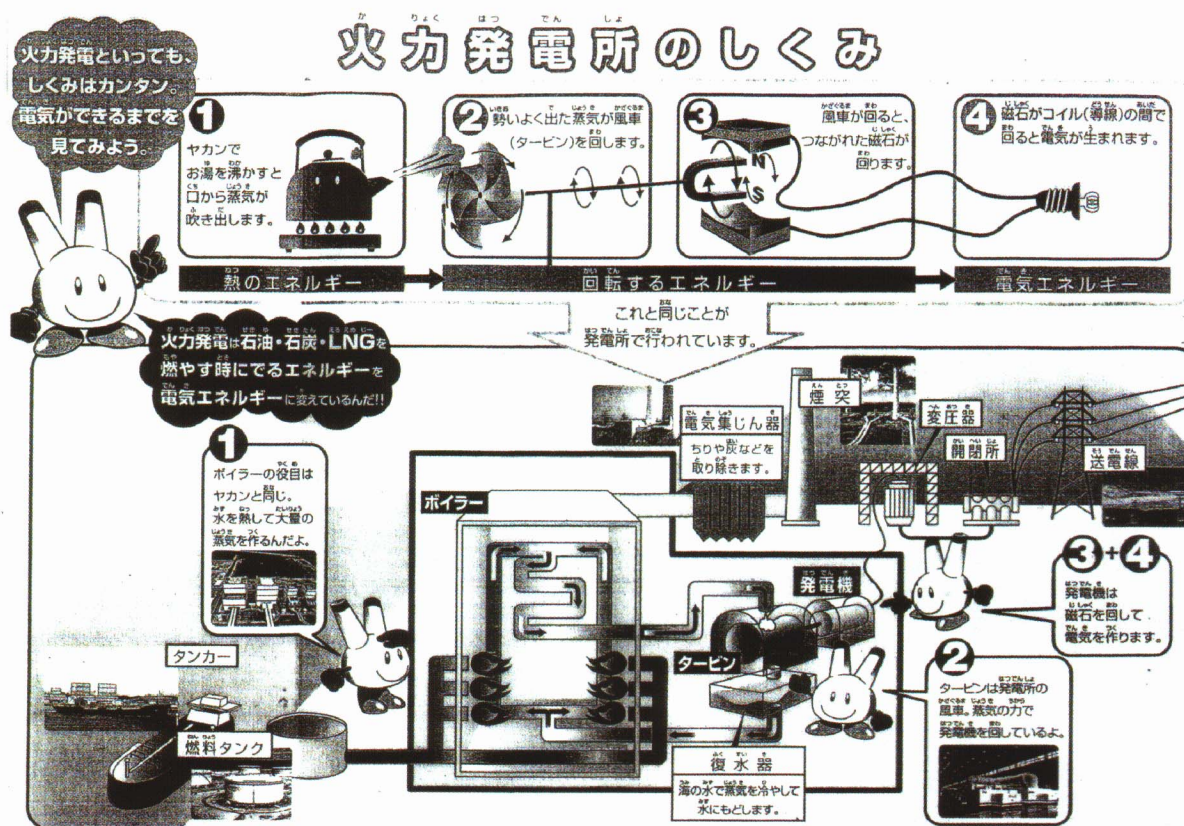 火力発電所のしくみ
火力発電といっても、
しくみはカンタン。
電気ができるまでを
見てみよう。
1
ヤカンで
お湯を沸かすと
口から蒸気が
吹き出します。
2
勢いよく出た蒸気が風車
(タービン)を回します。
3
風車が回ると、
つながれた磁石が
回ります。
N
S
4
磁石がコイル(導線)の間で
回ると電気が生まれます。
熱のエネルギー
回転するエネルギー
電気エネルギー
これと同じことが
発電所で行われています。
火力発電は石油・石炭・LNGを
燃やす時にでるエネルギーを
電気エネルギーに変えているんだ!!
1
ボイラーの役目は
ヤカンと同じ。
水を熱して大量の
蒸気を作るんだよ。
ボイラー
電気集じん器
ちりや灰などを
取り除きます。
煙突
変圧器
開閉所
送電線
発電機
3+4
発電機は
磁石を回して
電気を作ります。
タンカー
燃料タンク
タービン
2
タービンは発電所の
風車。蒸気の力で
発電機を回しているよ。
復水器
海の水で蒸気を冷やして
水にもどします。